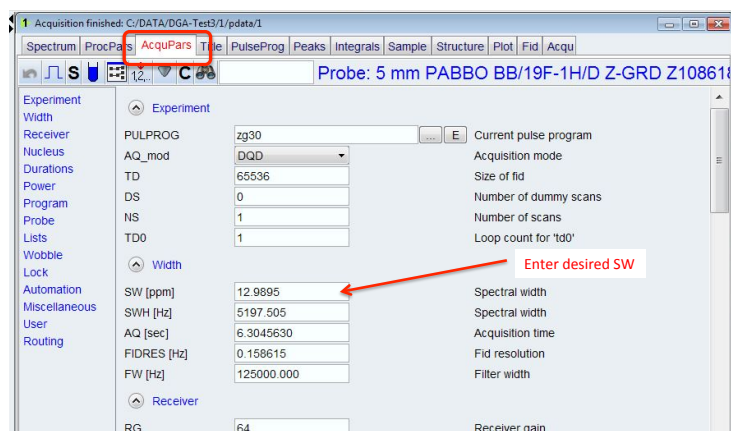 1 Acquisition finished: C:/DATA/DGA-Test3/1/pdata/1
Spectrum ProcPars AcquPars Title PulseProg Peaks Integrals Sample Structure Plot Fid Acqu
S 1,2,.. C Probe: 5 mm PABBO BB/19F-1H/D Z-GRD Z108618
Experiment
Width
Receiver
Nucleus
Durations
Power
Program
Probe
Lists
Wobble
Lock
Automation
Miscellaneous
User
Routing
Experiment
PULPROG zg30 ... E Current pulse program
AQ_mod DQD Acquisition mode
TD 65536 Size of fid
DS 0 Number of dummy scans
NS 1 Number of scans
TD0 1 Loop count for 'td0'
Enter desired SW
Width
SW [ppm] 12.9895 Spectral width
SWH [Hz] 5197.505 Spectral width
AQ [sec] 6.3045630 Acquisition time
FIDRES [Hz] 0.158615 Fid resolution
FW [Hz] 125000.000 Filter width
Receiver
RG 64 Receiver gain